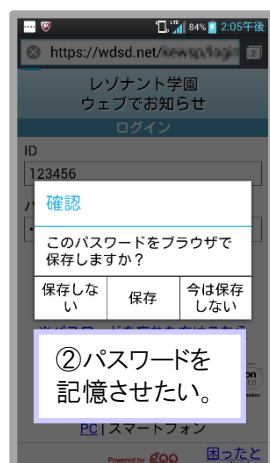 84% 2:05午後
https://wdsd.net/
2
レゾナント学園
ウェブでお知らせ
ログイン
ID
123456
確認
このパスワードをブラウザで
保存しますか？
保存しな
い
保存
今は保存
しない
②パスワードを
記憶させたい。
PC | スマートフォン
Powered by goo
困ったと